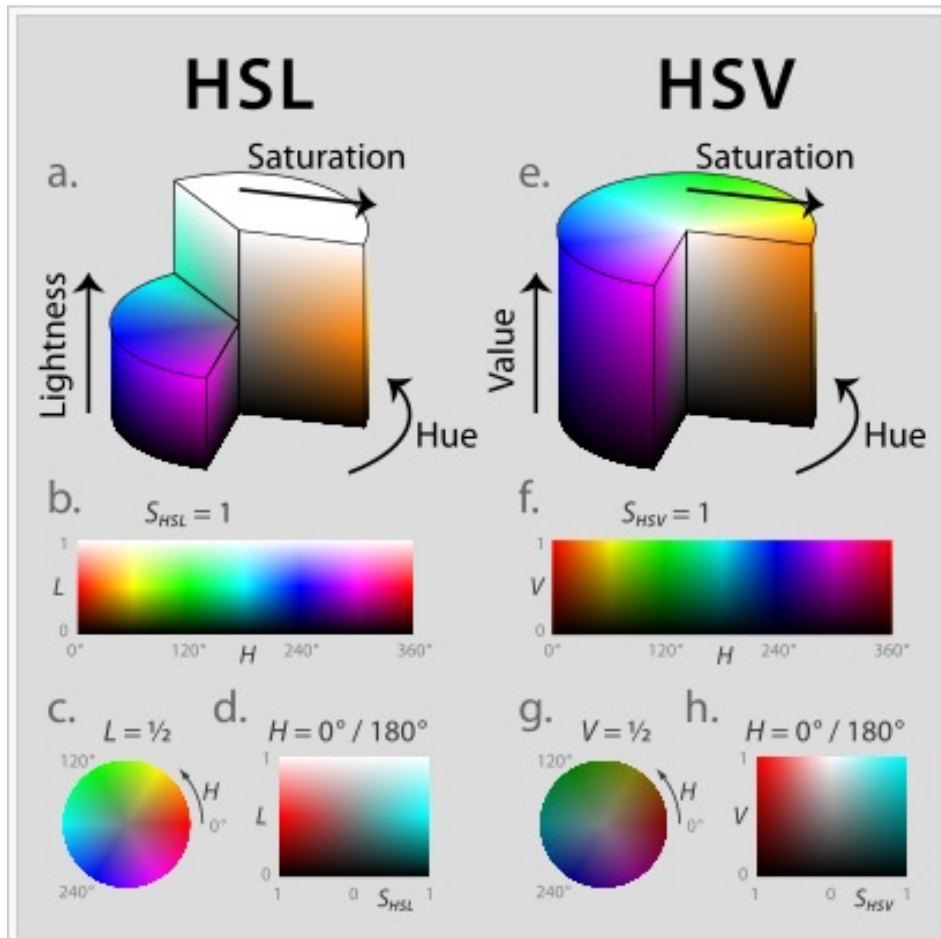 HSL
a.
Saturation
Lightness
Hue
b.
S_HSL = 1
1
L
0
0°
120°
H
240°
360°
c.
L = ½
120°
H
0°
240°
d.
H = 0° / 180°
1
L
0
1
0
S_HSL
1
HSV
e.
Saturation
Value
Hue
f.
S_HSV = 1
1
V
0
0°
120°
H
240°
360°
g.
V = ½
120°
H
0°
240°
h.
H = 0° / 180°
1
V
0
1
0
S_HSV
1